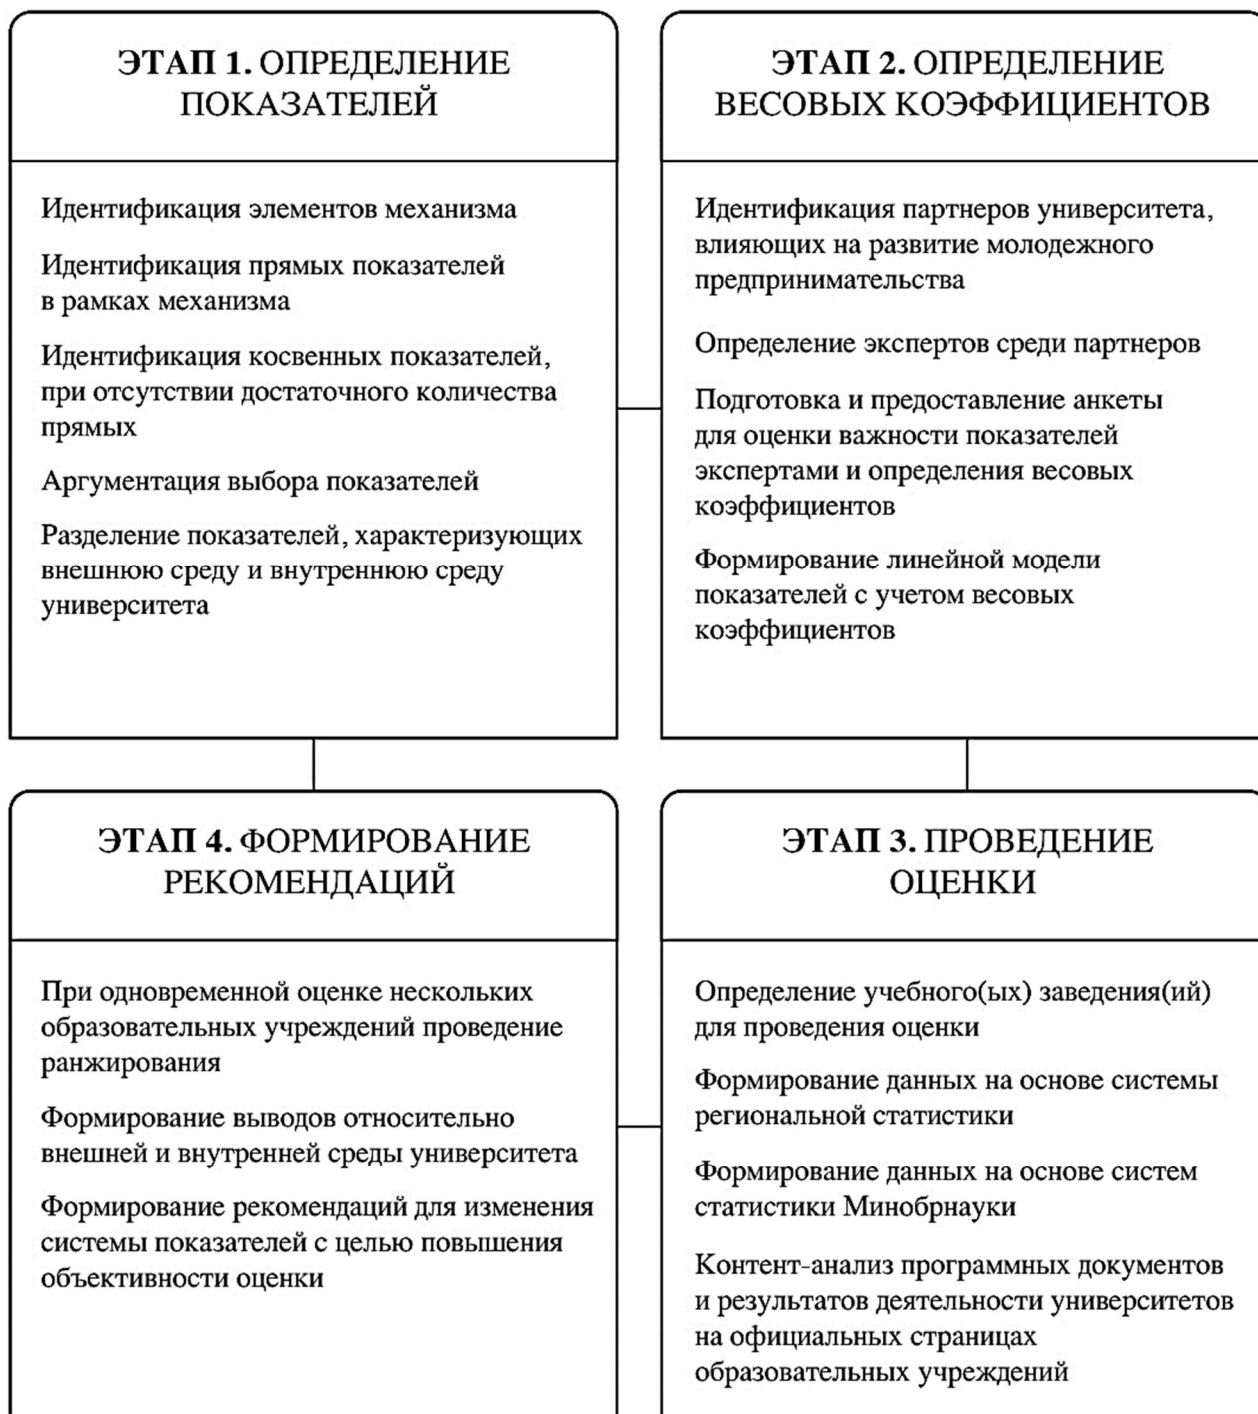 ЭТАП 1. ОПРЕДЕЛЕНИЕ
ПОКАЗАТЕЛЕЙ
Идентификация элементов механизма
Идентификация прямых показателей
в рамках механизма
Идентификация косвенных показателей,
при отсутствии достаточного количества
прямых
Аргументация выбора показателей
Разделение показателей, характеризующих
внешнюю среду и внутреннюю среду
университета
ЭТАП 2. ОПРЕДЕЛЕНИЕ
ВЕСОВЫХ КОЭФФИЦИЕНТОВ
Идентификация партнеров университета,
влияющих на развитие молодежного
предпринимательства
Определение экспертов среди партнеров
Подготовка и предоставление анкеты
для оценки важности показателей
экспертами и определения весовых
коэффициентов
Формирование линейной модели
показателей с учетом весовых
коэффициентов
ЭТАП 4. ФОРМИРОВАНИЕ
РЕКОМЕНДАЦИЙ
При одновременной оценке нескольких
образовательных учреждений проведение
ранжирования
Формирование выводов относительно
внешней и внутренней среды университета
Формирование рекомендаций для изменения
системы показателей с целью повышения
объективности оценки
ЭТАП 3. ПРОВЕДЕНИЕ
ОЦЕНКИ
Определение учебного(ых) заведения(ий)
для проведения оценки
Формирование данных на основе системы
региональной статистики
Формирование данных на основе систем
статистики Минобрнауки
Контент-анализ программных документов
и результатов деятельности университетов
на официальных страницах
образовательных учреждений